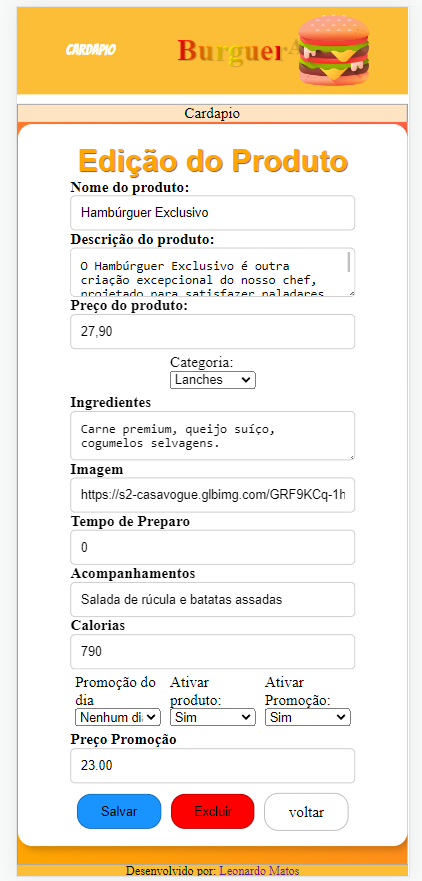 CARDAPIO
BurguerA
Cardapio
Edição do Produto
Nome do produto:
Hambúrguer Exclusivo
Descrição do produto:
O Hambúrguer Exclusivo é outra
criação excepcional do nosso chef,
projetado para satisfazer paladares
Preço do produto:
27,90
Categoria:
Lanches
Ingredientes
Carne premium, queijo suíço,
cogumelos selvagens.
Imagem
https://s2-casavogue.glbimg.com/GRF9KCq-1h
Tempo de Preparo
0
Acompanhamentos
Salada de rúcula e batatas assadas
Calorias
790
Promoção do dia
Nenhum di
Ativar produto:
Sim
Ativar Promoção:
Sim
Preço Promoção
23.00
Salvar Excluir voltar
Desenvolvido por: Leonardo Matos